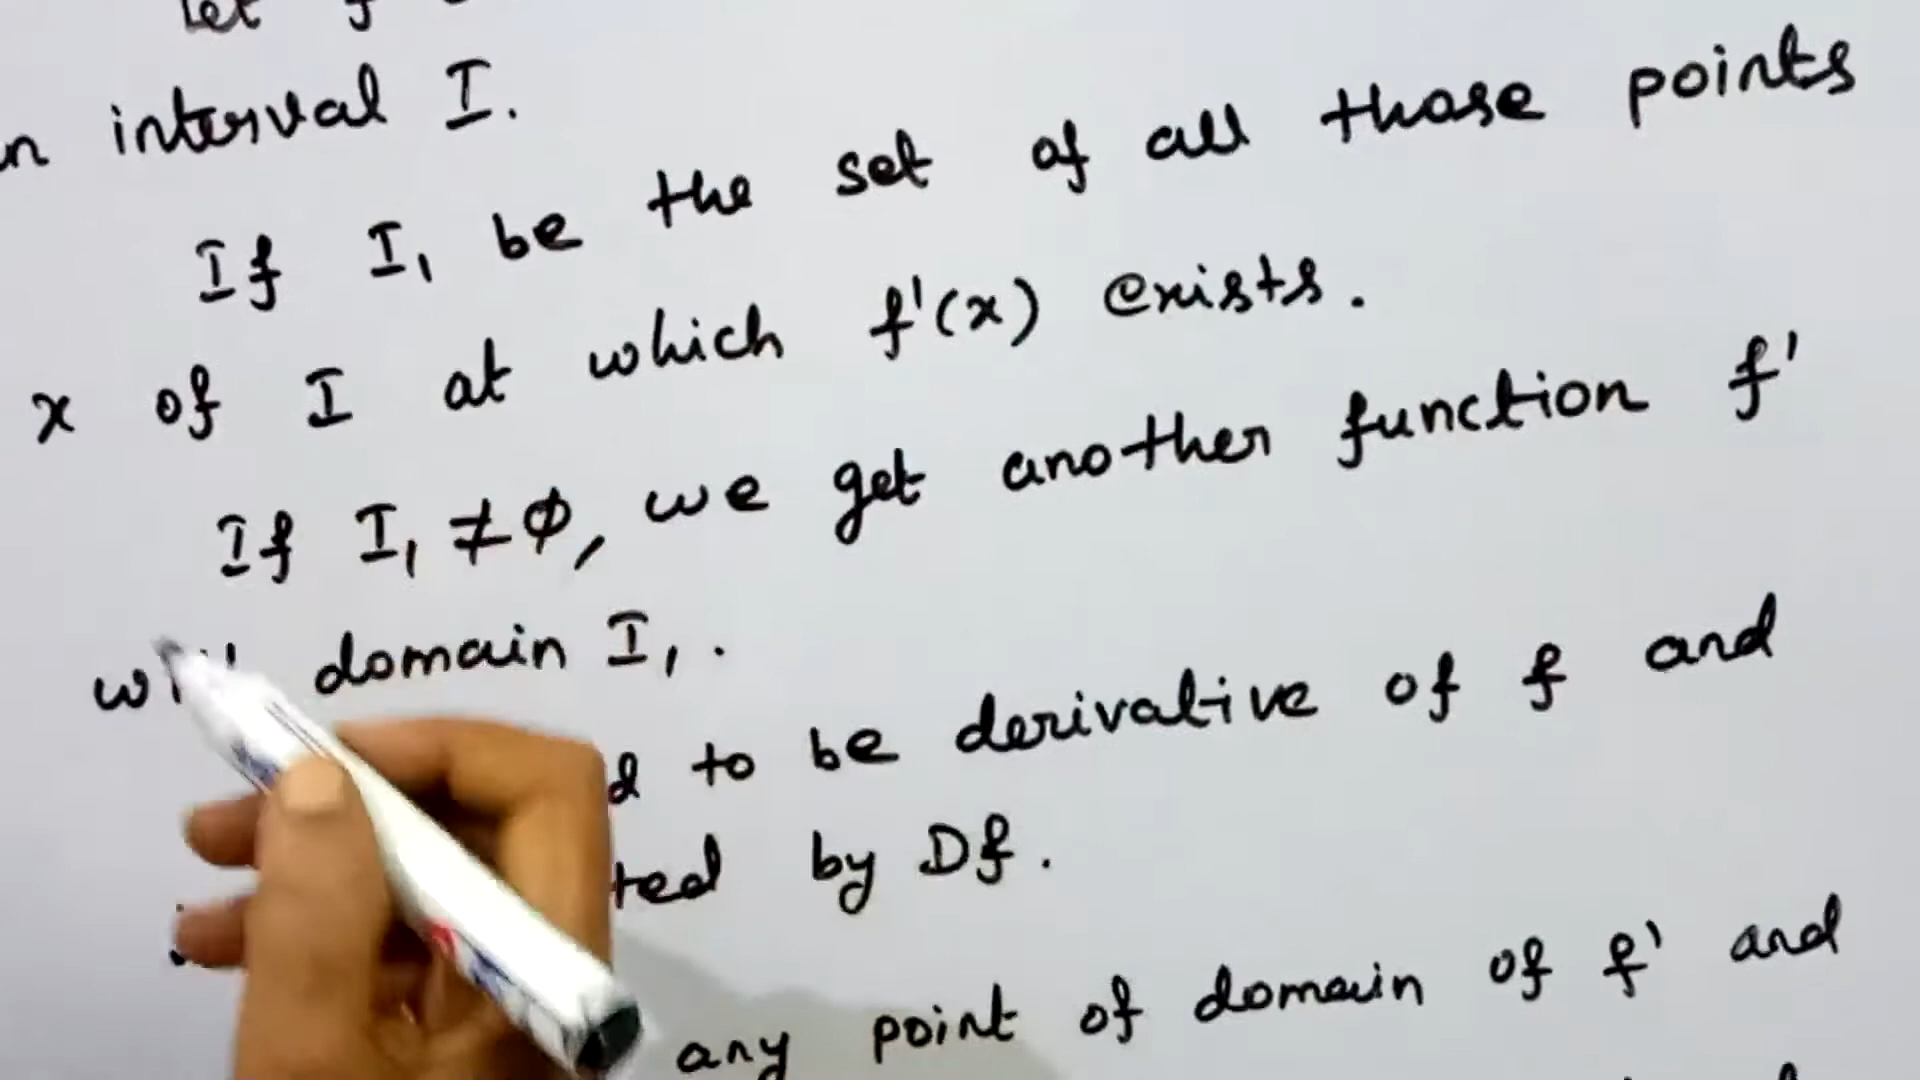 Let f
interval I.
If I₁ be the set of all those points
x of I at which f'(x) exists.
If I₁ ≠ ϕ, we get another function f'
domain I₁.
to be derivative of f and
by Df.
any point of domain of f' and